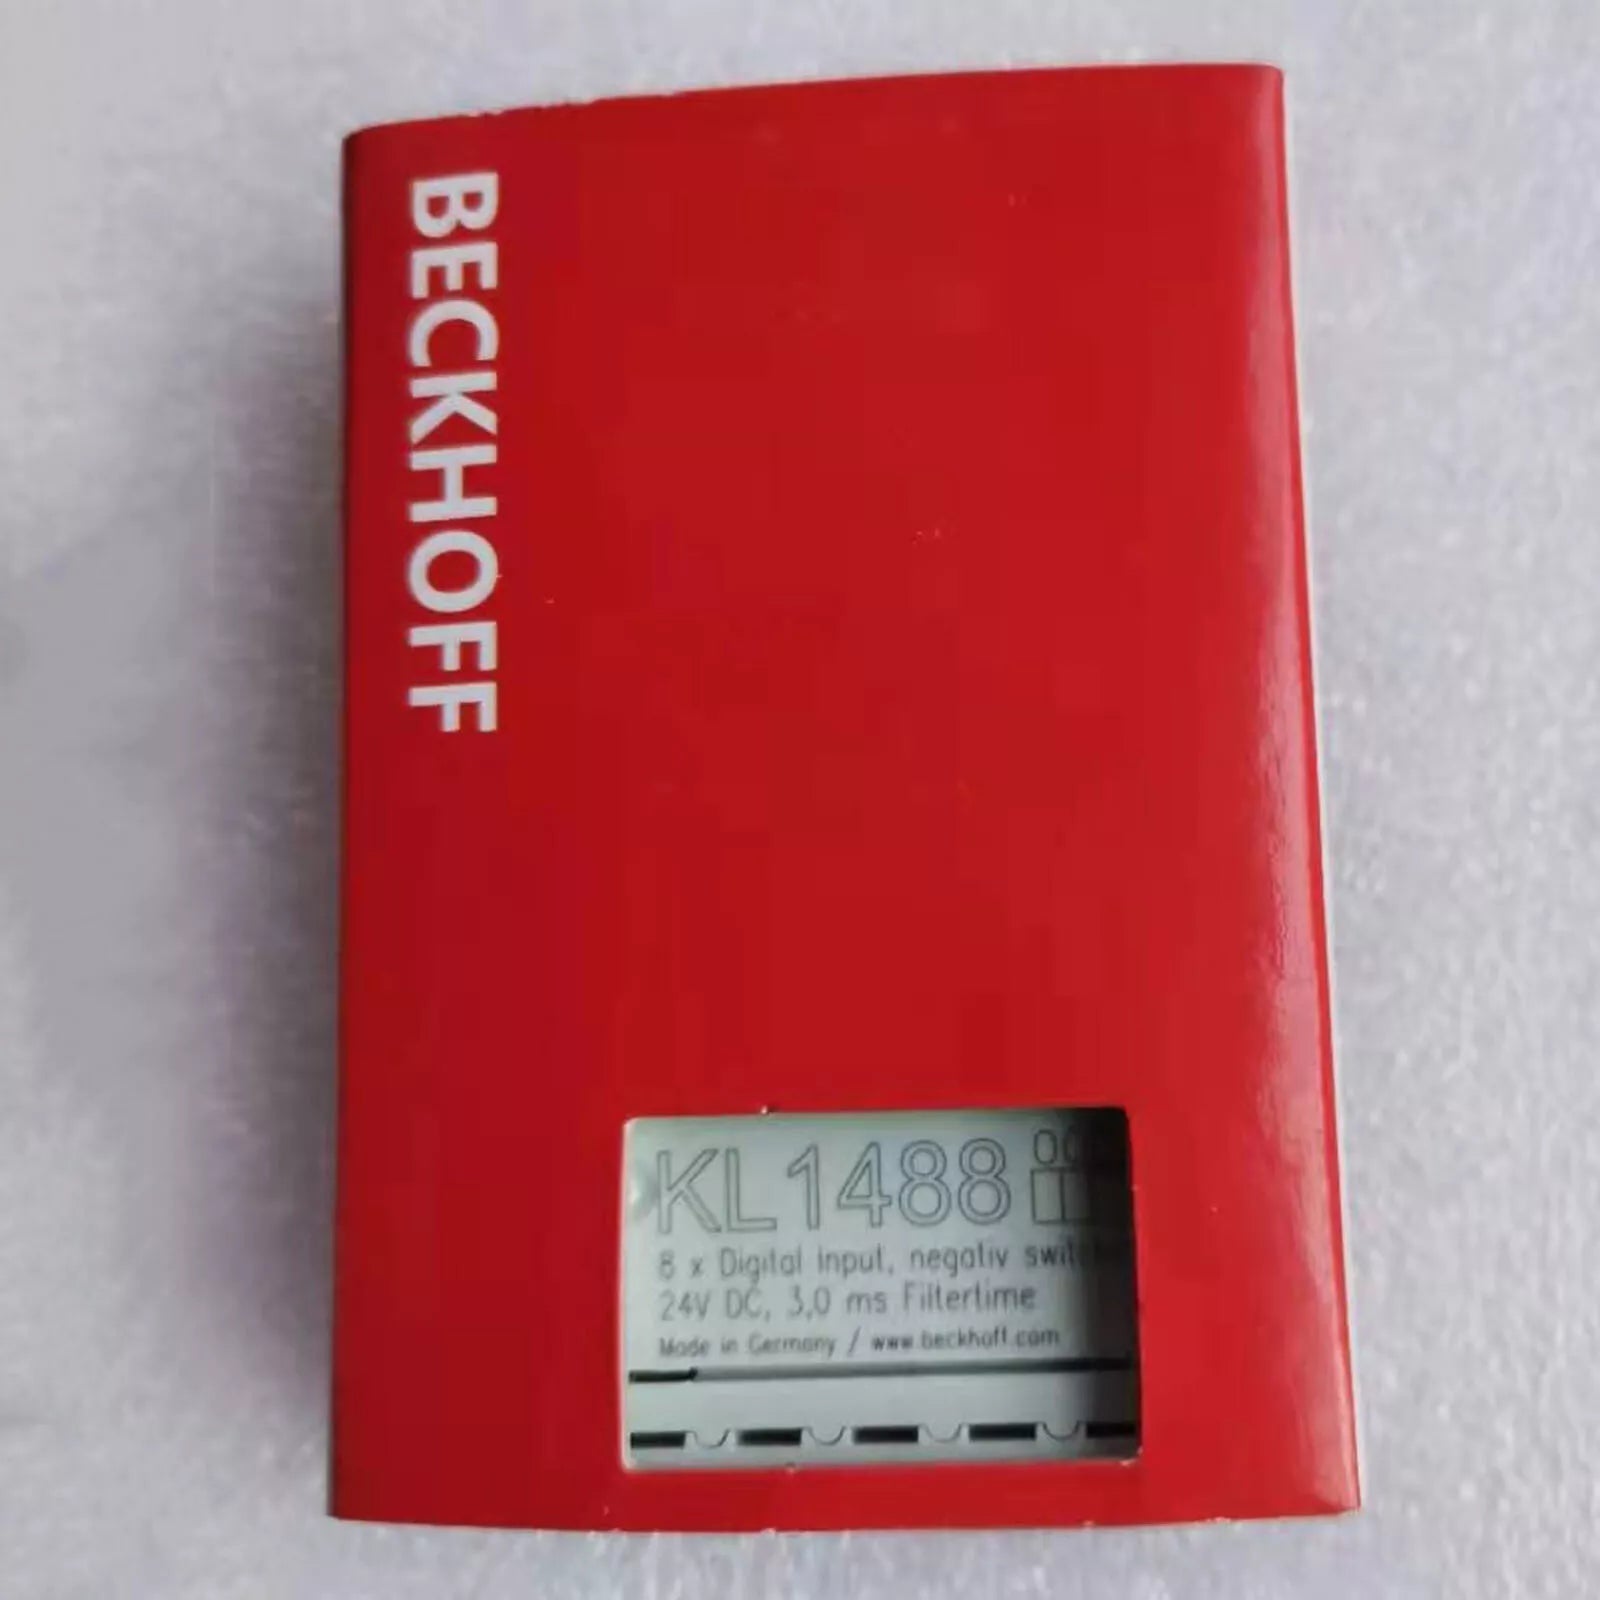 BECKHOFF
KL1488
8 x Digital Input, negativ
24V DC, 3,0 ms Filtertime
Made in Germany / www.beckhoff.com